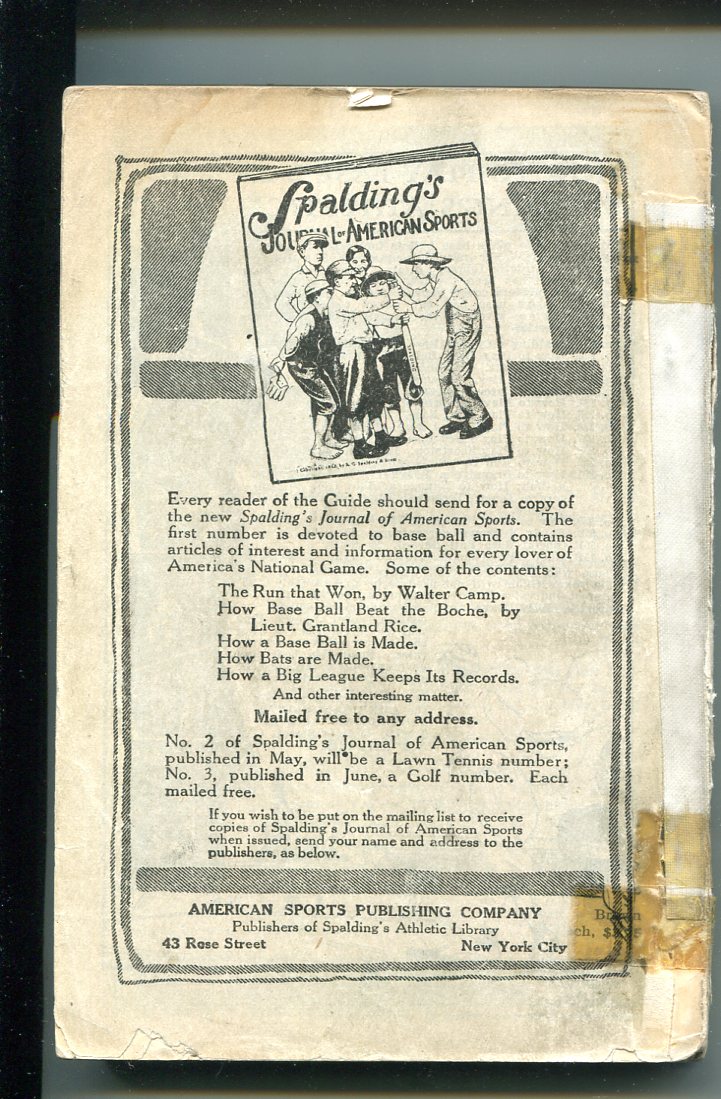 Spalding's
JOURNAL OF AMERICAN SPORTS
Every reader of the Guide should send for a copy of
the new Spalding's Journal of American Sports. The
first number is devoted to base ball and contains
articles of interest and information for every lover of
America's National Game. Some of the contents:
The Run that Won, by Walter Camp.
How Base Ball Beat the Boche, by
Lieut. Grantland Rice.
How a Base Ball is Made.
How Bats are Made.
How a Big League Keeps Its Records.
And other interesting matter.
Mailed free to any address.
No. 2 of Spalding's Journal of American Sports,
published in May, will be a Lawn Tennis number;
No. 3, published in June, a Golf number. Each
mailed free.
If you wish to be put on the mailing list to receive
copies of Spalding's Journal of American Sports
when issued, send your name and address to the
publishers, as below.
AMERICAN SPORTS PUBLISHING COMPANY
Publishers of Spalding's Athletic Library
43 Rose Street New York City